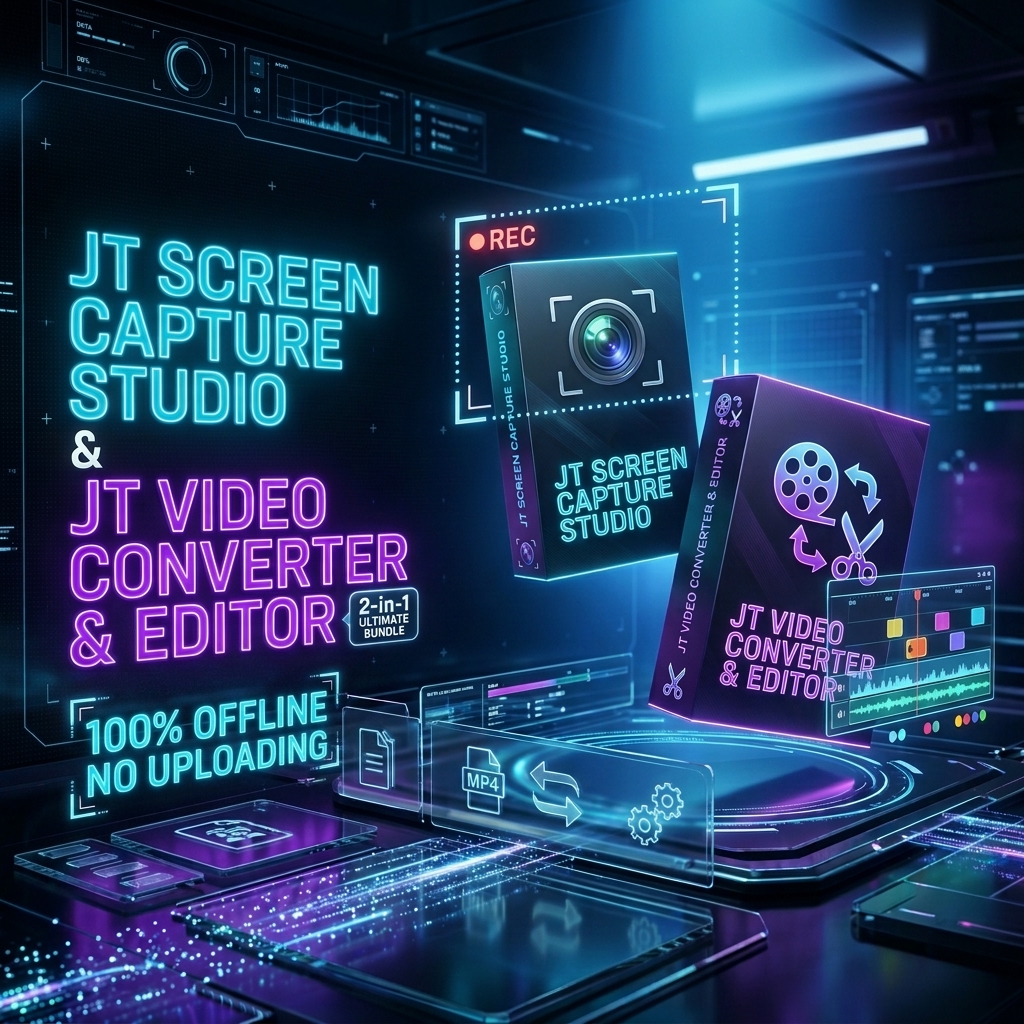 JT SCREEN
CAPTURE
STUDIO
&
JT VIDEO
CONVERTER
& EDITOR
2-in-1
ULTIMATE
BUNDLE
100% OFFLINE
NO UPLOADING
REC
JT SCREEN CAPTURE STUDIO
JT SCREEN
CAPTURE
STUDIO
JT VIDEO CONVERTER & EDITOR
JT VIDEO
CONVERTER
& EDITOR
MP4